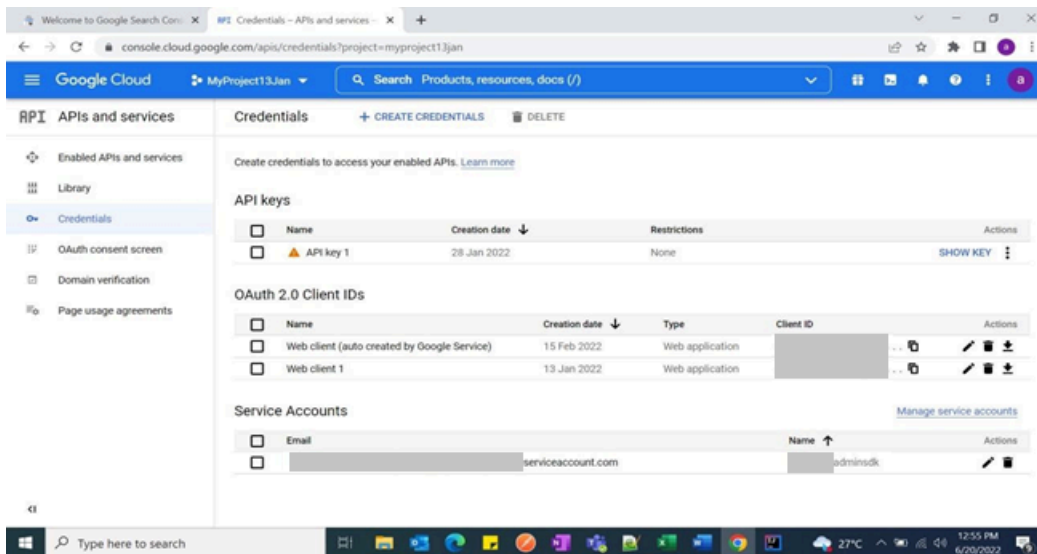 Welcome to Google Search Cons
API Credentials – APIs and services –
console.cloud.google.com/apis/credentials?project=myproject13jan
a
Google Cloud
MyProject13Jan
Search Products, resources, docs (/)
a
API APIs and services
Credentials
+ CREATE CREDENTIALS
DELETE
Enabled APIs and services
Library
Credentials
OAuth consent screen
Domain verification
Page usage agreements
Create credentials to access your enabled APIs. Learn more
API keys
Name Creation date Restrictions Actions
API key 1 28 Jan 2022 None SHOW KEY
OAuth 2.0 Client IDs
Name Creation date Type Client ID Actions
Web client (auto created by Google Service) 15 Feb 2022 Web application ...
Web client 1 13 Jan 2022 Web application ...
Service Accounts Manage service accounts
Email Name Actions
serviceaccount.com adminsdk
Type here to search
27°C
12:55 PM
6/20/2022